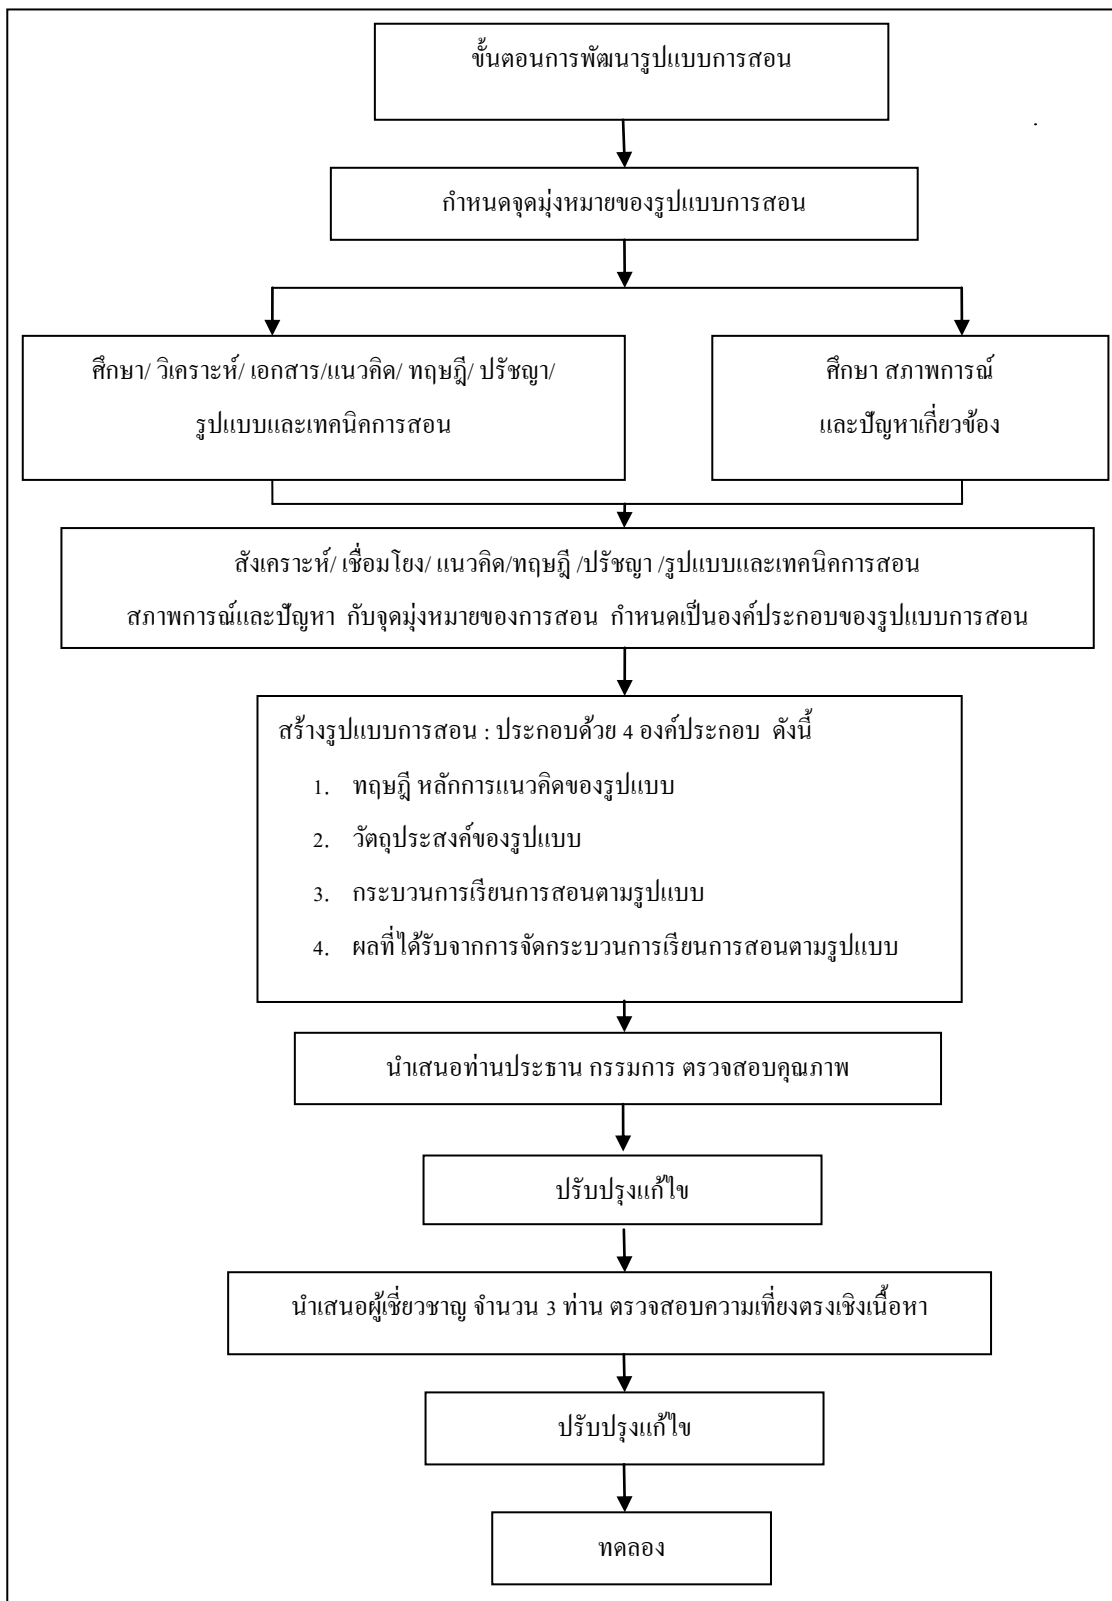 ขั้นตอนการพัฒนารูปแบบการสอน
กำหนดจุดมุ่งหมายของรูปแบบการสอน
ศึกษา/ วิเคราะห์/ เอกสาร/แนวคิด/ ทฤษฎี/ ปรัชญา/
รูปแบบและเทคนิคการสอน
ศึกษา สภาพการณ์
และปัญหาเกี่ยวข้อง
สังเคราะห์/ เชื่อมโยง/ แนวคิด/ทฤษฎี /ปรัชญา /รูปแบบและเทคนิคการสอน
สภาพการณ์และปัญหา กับจุดมุ่งหมายของการสอน กำหนดเป็นองค์ประกอบของรูปแบบการสอน
สร้างรูปแบบการสอน : ประกอบด้วย 4 องค์ประกอบ ดังนี้
1. ทฤษฎี หลักการแนวคิดของรูปแบบ
2. วัตถุประสงค์ของรูปแบบ
3. กระบวนการเรียนการสอนตามรูปแบบ
4. ผลที่ได้รับจากการจัดกระบวนการเรียนการสอนตามรูปแบบ
นำเสนอท่านประธาน กรรมการ ตรวจสอบคุณภาพ
ปรับปรุงแก้ไข
นำเสนอผู้เชี่ยวชาญ จำนวน 3 ท่าน ตรวจสอบความเที่ยงตรงเชิงเนื้อหา
ปรับปรุงแก้ไข
ทดลอง